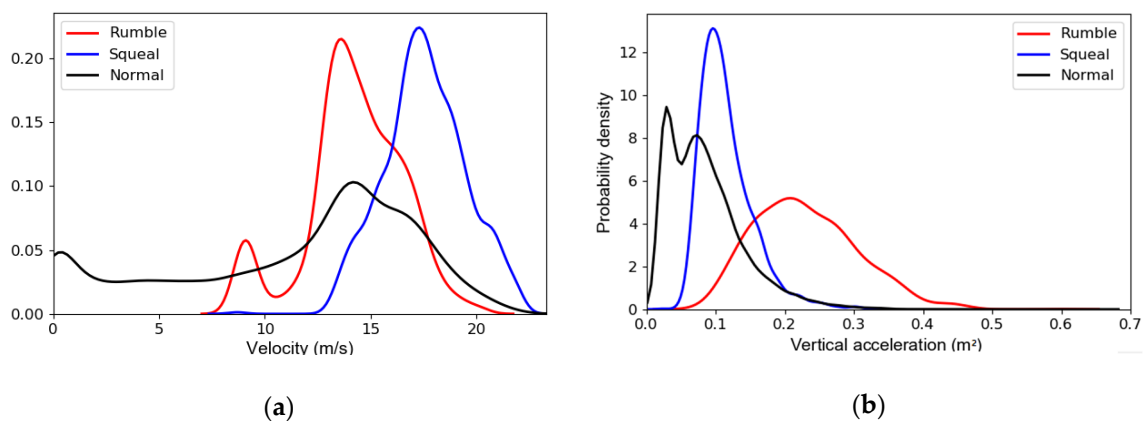 Rumble
Squeal
Normal
0.20
0.15
0.10
0.05
0.00
0
5
10
15
20
Velocity (m/s)
(a)
Rumble
Squeal
Normal
Probability density
12
10
8
6
4
2
0
0.0
0.1
0.2
0.3
0.4
0.5
0.6
0.7
Vertical acceleration (m²)
(b)